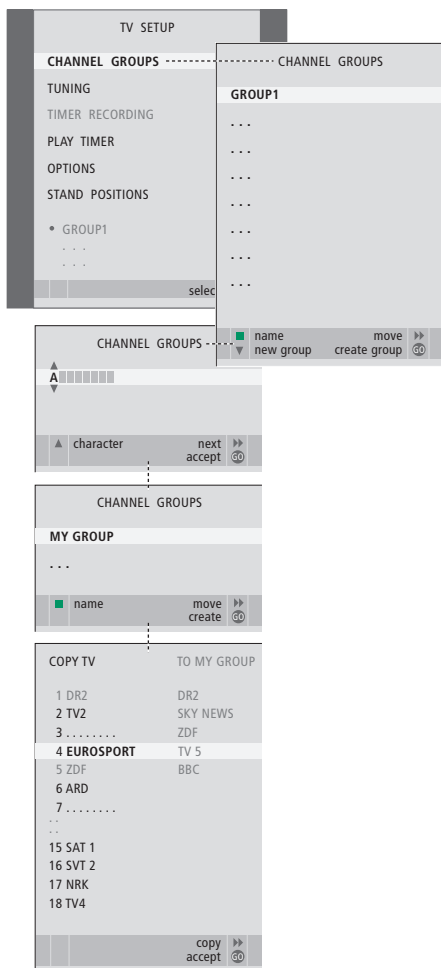 TV SETUP
CHANNEL GROUPS
TUNING
TIMER RECORDING
PLAY TIMER
OPTIONS
STAND POSITIONS
• GROUP1
. . .
. . .
selec
CHANNEL GROUPS
GROUP1
. . .
. . .
. . .
. . .
. . .
. . .
. . .
name move
new group create group GO
CHANNEL GROUPS
A
character next
accept GO
CHANNEL GROUPS
MY GROUP
. . .
name move
create GO
COPY TV TO MY GROUP
1 DR2 DR2
2 TV2 SKY NEWS
3 . . . . . . . . ZDF
4 EUROSPORT TV 5
5 ZDF BBC
6 ARD
7 . . . . . . . .
. .
. .
15 SAT 1
16 SVT 2
17 NRK
18 TV4
copy
accept GO